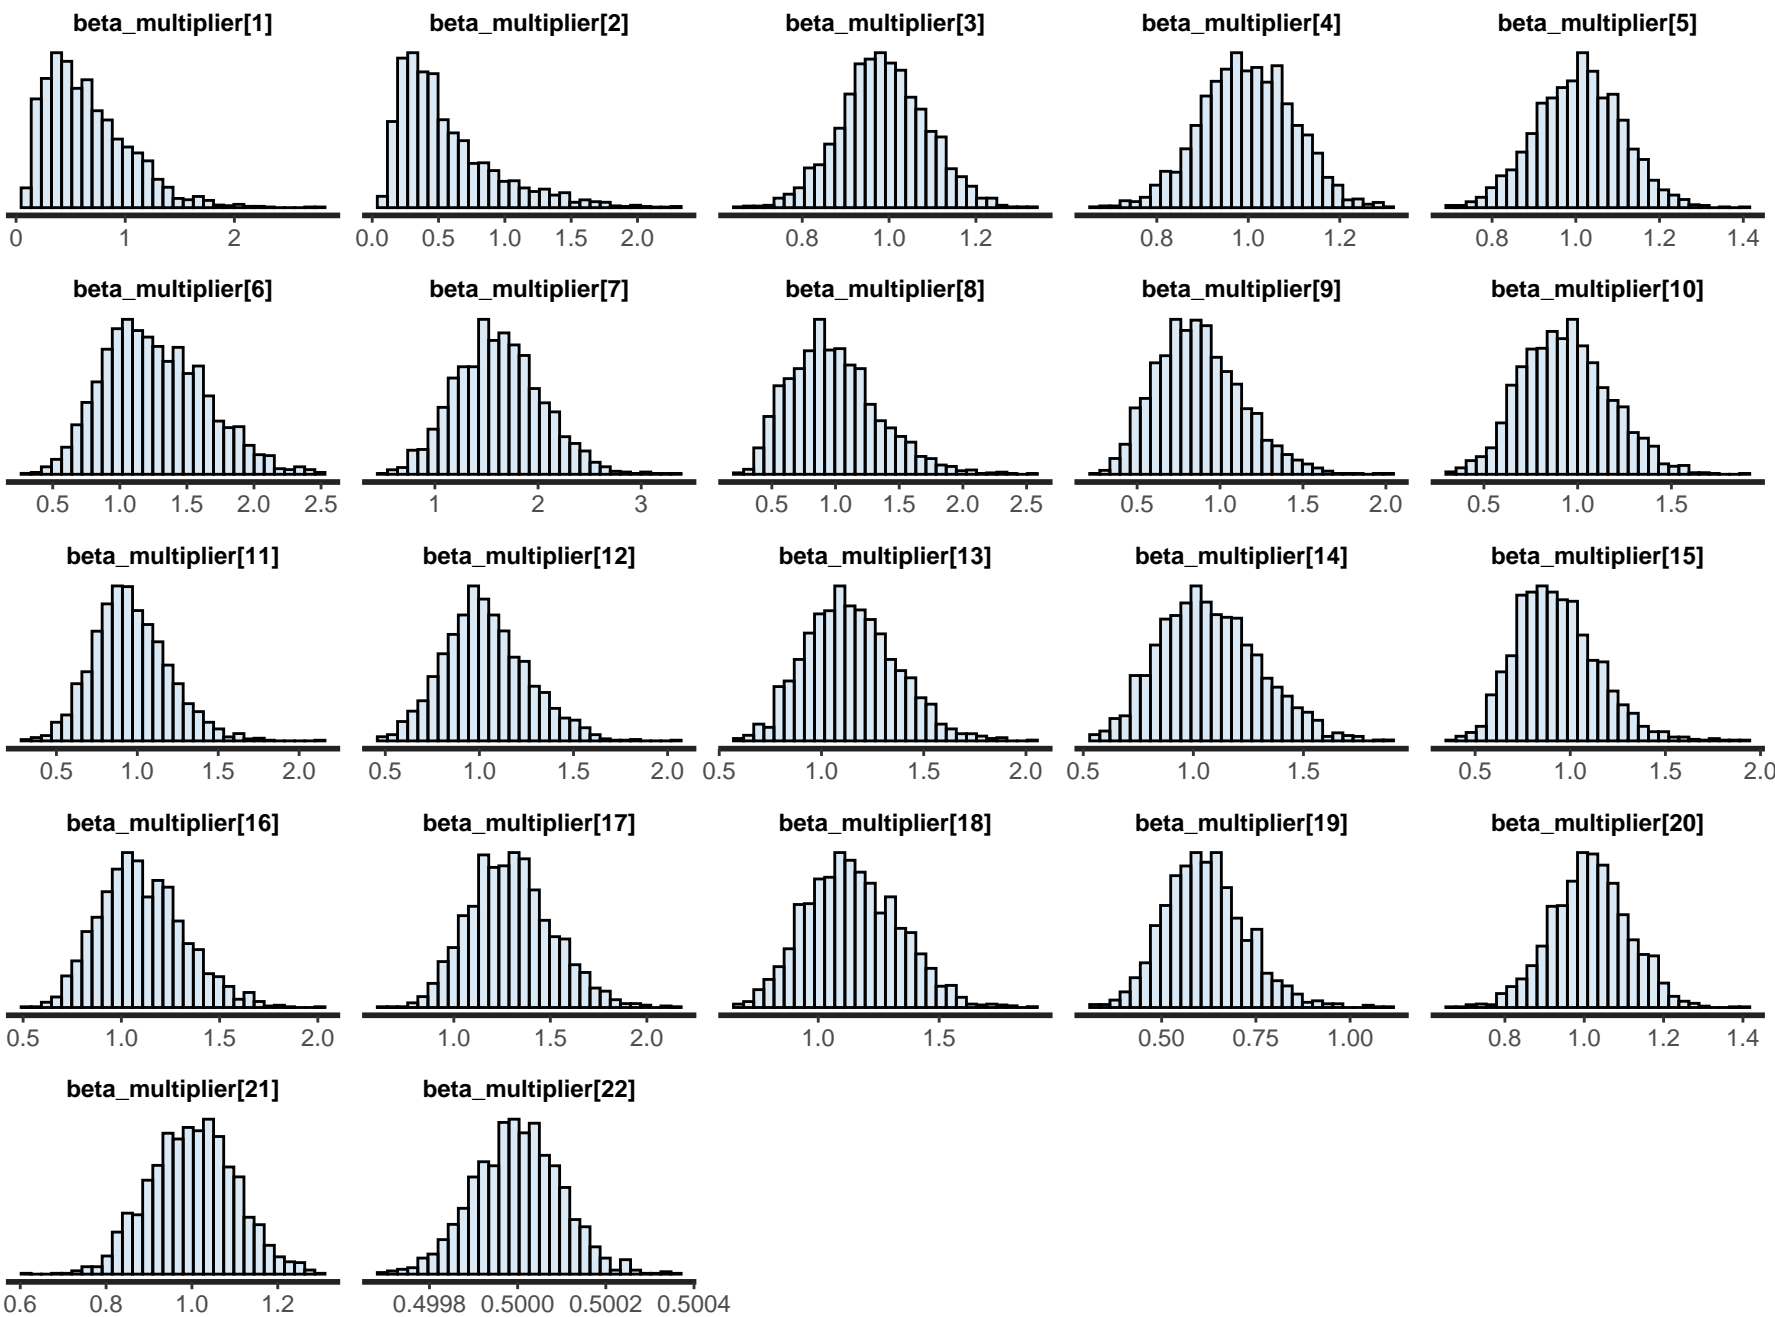 beta_multiplier[1] beta_multiplier[2] beta_multiplier[3] beta_multiplier[4] beta_multiplier[5]
0 1 2 0.0 0.5 1.0 1.5 2.0 0.8 1.0 1.2 0.8 1.0 1.2 0.8 1.0 1.2 1.4
beta_multiplier[6] beta_multiplier[7] beta_multiplier[8] beta_multiplier[9] beta_multiplier[10]
0.5 1.0 1.5 2.0 2.5 1 2 3 0.5 1.0 1.5 2.0 2.5 0.5 1.0 1.5 2.0 0.5 1.0 1.5
beta_multiplier[11] beta_multiplier[12] beta_multiplier[13] beta_multiplier[14] beta_multiplier[15]
0.5 1.0 1.5 2.0 0.5 1.0 1.5 2.0 0.5 1.0 1.5 2.0 0.5 1.0 1.5 0.5 1.0 1.5 2.0
beta_multiplier[16] beta_multiplier[17] beta_multiplier[18] beta_multiplier[19] beta_multiplier[20]
0.5 1.0 1.5 2.0 1.0 1.5 2.0 1.0 1.5 0.50 0.75 1.00 0.8 1.0 1.2 1.4
beta_multiplier[21] beta_multiplier[22]
0.6 0.8 1.0 1.2 0.4998 0.5000 0.5002 0.5004